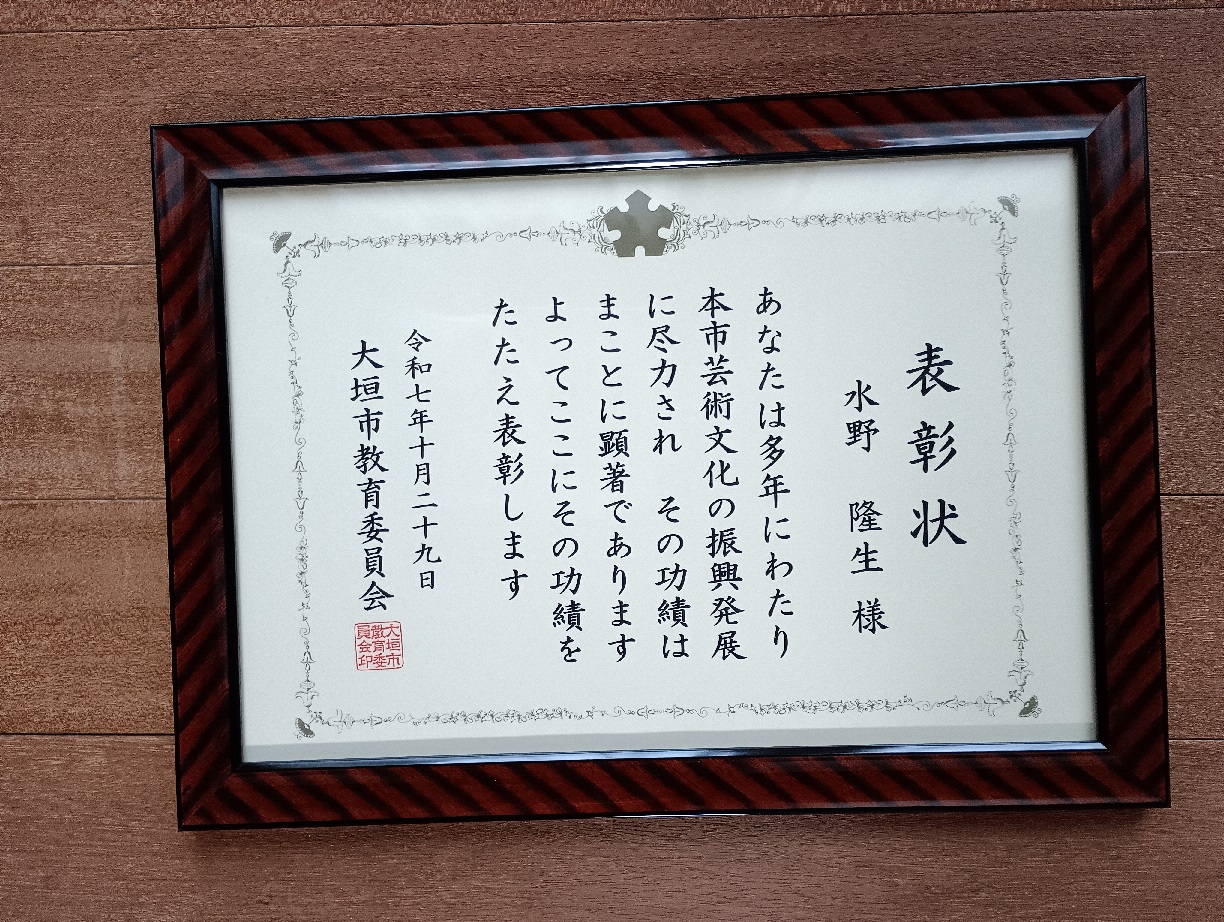 表彰状
水野 隆生 様
あなたは多年にわたり
本市芸術文化の振興発展
に尽力され その功績は
まことに顕著であります
よってここにその功績を
たたえ表彰します
令和七年十月二十九日
大垣市教育委員会
大垣市
教育委
員会印